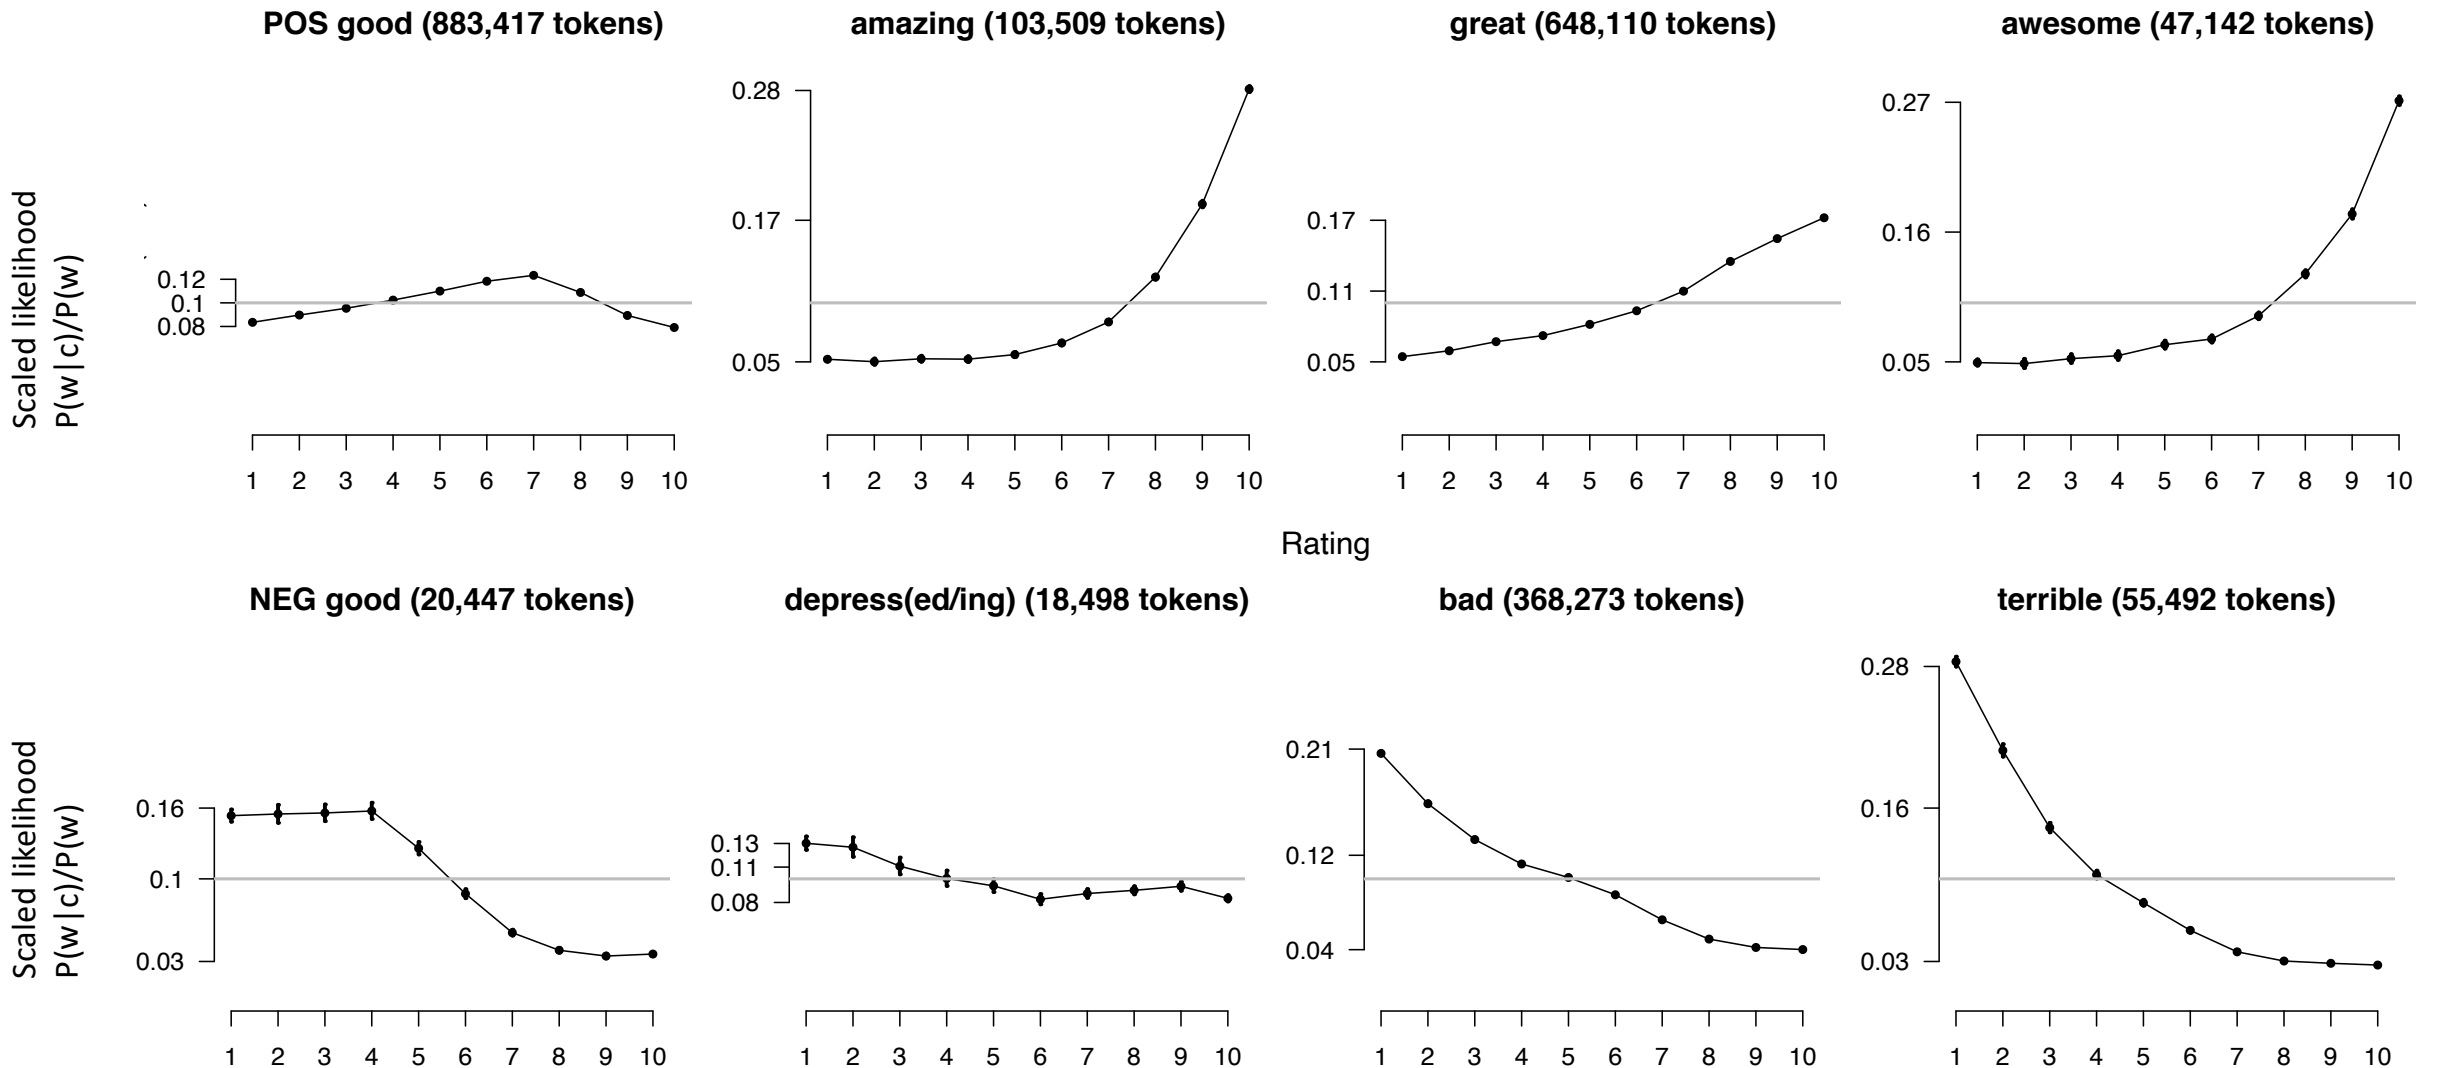 POS good (883,417 tokens)
amazing (103,509 tokens)
great (648,110 tokens)
awesome (47,142 tokens)
Scaled likelihood
P(w|c)/P(w)
0.12
0.1
0.08
1 2 3 4 5 6 7 8 9 10
0.28
0.17
0.05
1 2 3 4 5 6 7 8 9 10
0.17
0.11
0.05
1 2 3 4 5 6 7 8 9 10
0.27
0.16
0.05
1 2 3 4 5 6 7 8 9 10
Rating
NEG good (20,447 tokens)
depress(ed/ing) (18,498 tokens)
bad (368,273 tokens)
terrible (55,492 tokens)
Scaled likelihood
P(w|c)/P(w)
0.16
0.1
0.03
1 2 3 4 5 6 7 8 9 10
0.13
0.11
0.08
1 2 3 4 5 6 7 8 9 10
0.21
0.12
0.04
1 2 3 4 5 6 7 8 9 10
0.28
0.16
0.03
1 2 3 4 5 6 7 8 9 10